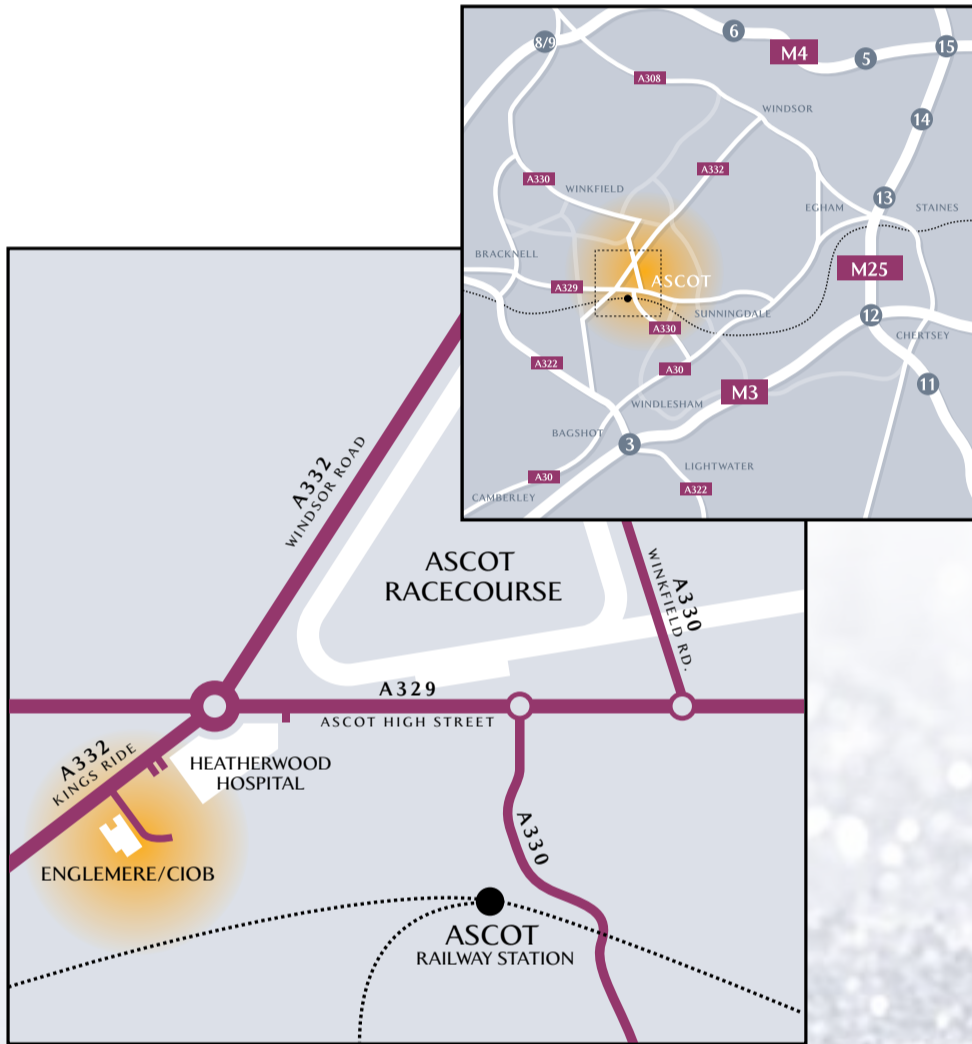 8/9
6
M4
5
15
A308
WINDSOR
14
A330
WINKFIELD
A332
EGHAM
13
STAINES
BRACKNELL
M25
A329
ASCOT
SUNNINGDALE
12
A330
CHERTSEY
A322
A30
M3
11
WINDLESHAM
BAGSHOT
3
LIGHTWATER
A30
A322
CAMBERLEY
A332
WINDSOR ROAD
ASCOT
RACECOURSE
A330
WINKFIELD RD.
A329
ASCOT HIGH STREET
A332
KINGS RIDE
HEATHERWOOD
HOSPITAL
A330
ENGLEMERE/CIOB
ASCOT
RAILWAY STATION